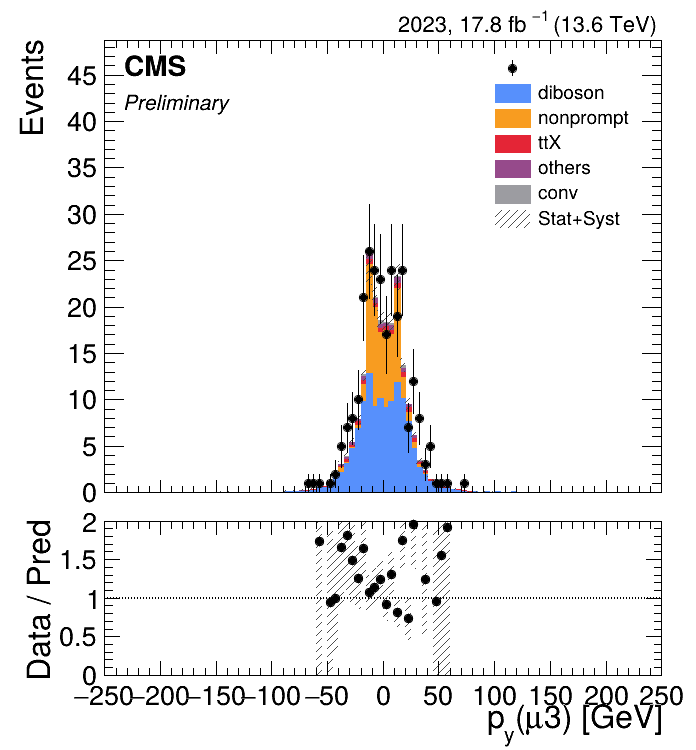 2023, 17.8 fb⁻¹ (13.6 TeV)
CMS
Preliminary
Events
45
40
35
30
25
20
15
10
5
0
diboson
nonprompt
ttX
others
conv
Stat+Syst
Data / Pred
2
1.5
1
0.5
0
−250 −200 −150 −100 −50 0 50 100 150 200 250
p_y(μ3) [GeV]